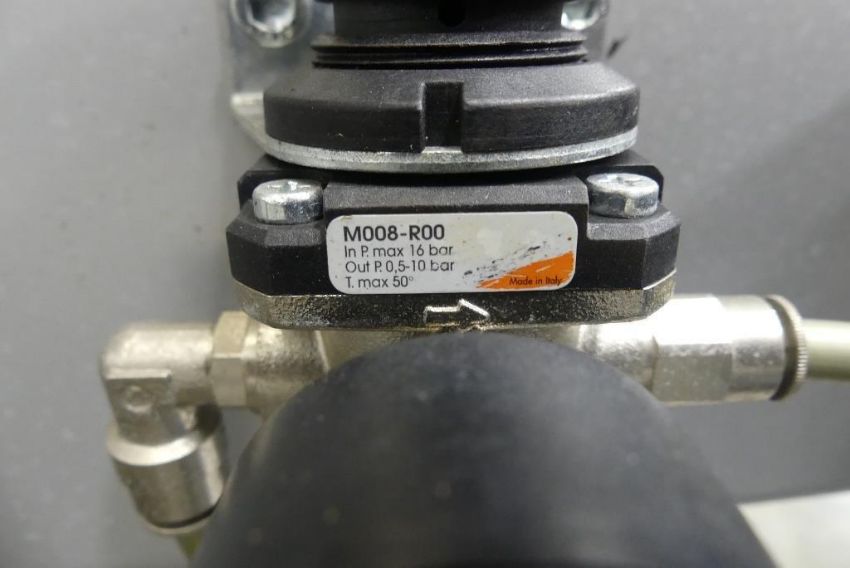 M008-R00
In P. max 16 bar
Out P. 0,5-10 bar
T. max 50°
Made in Italy